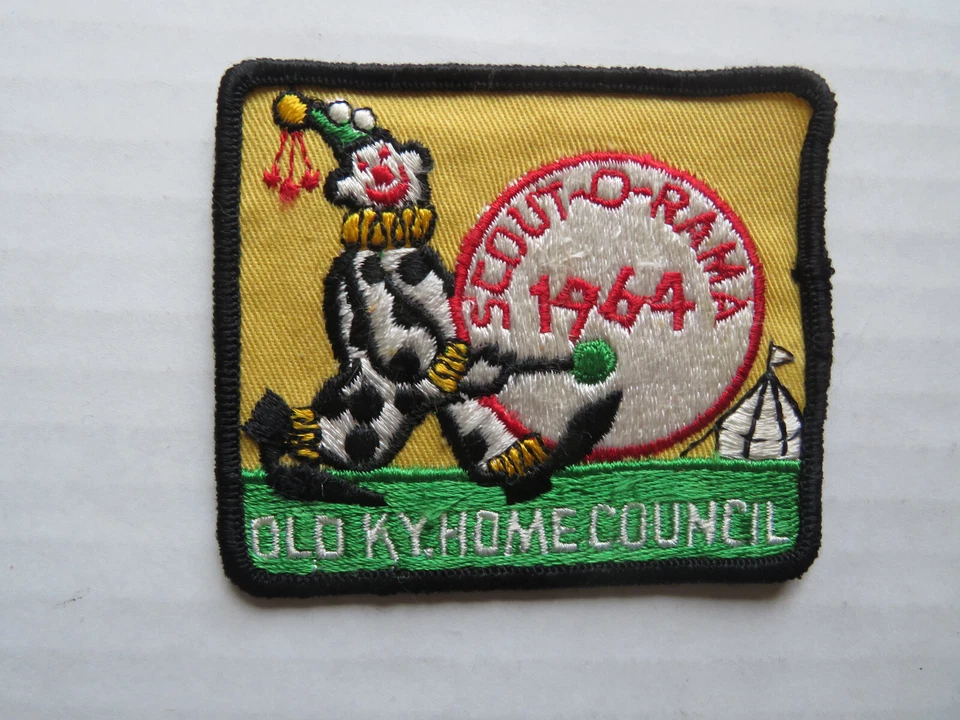 SCOUT-O-RAMA
1964
OLD KY. HOME COUNCIL